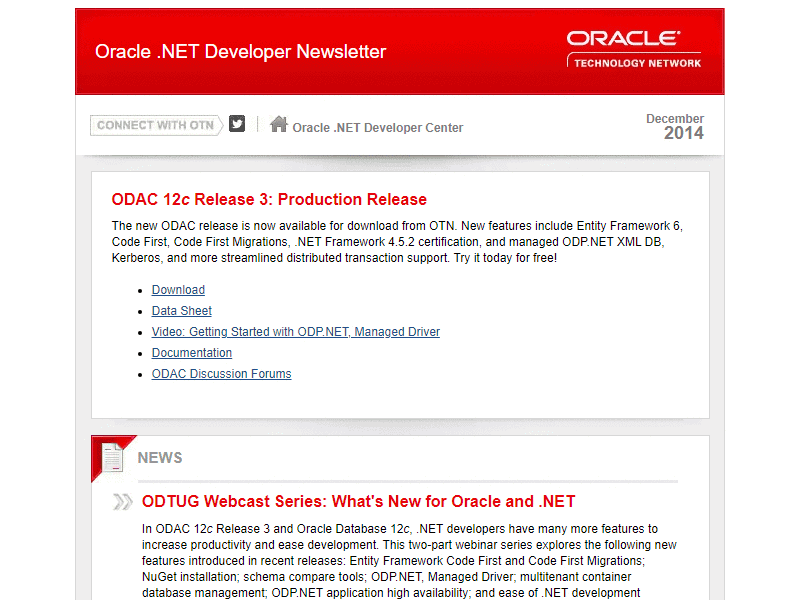 Oracle .NET Developer Newsletter
ORACLE
TECHNOLOGY NETWORK
CONNECT WITH OTN
Oracle .NET Developer Center
December
2014
ODAC 12c Release 3: Production Release
The new ODAC release is now available for download from OTN. New features include Entity Framework 6,
Code First, Code First Migrations, .NET Framework 4.5.2 certification, and managed ODP.NET XML DB,
Kerberos, and more streamlined distributed transaction support. Try it today for free!
Download
Data Sheet
Video: Getting Started with ODP.NET, Managed Driver
Documentation
ODAC Discussion Forums
NEWS
ODTUG Webcast Series: What's New for Oracle and .NET
In ODAC 12c Release 3 and Oracle Database 12c, .NET developers have many more features to
increase productivity and ease development. This two-part webinar series explores the following new
features introduced in recent releases: Entity Framework Code First and Code First Migrations;
NuGet installation; schema compare tools; ODP.NET, Managed Driver; multitenant container
database management; ODP.NET application high availability; and ease of .NET development